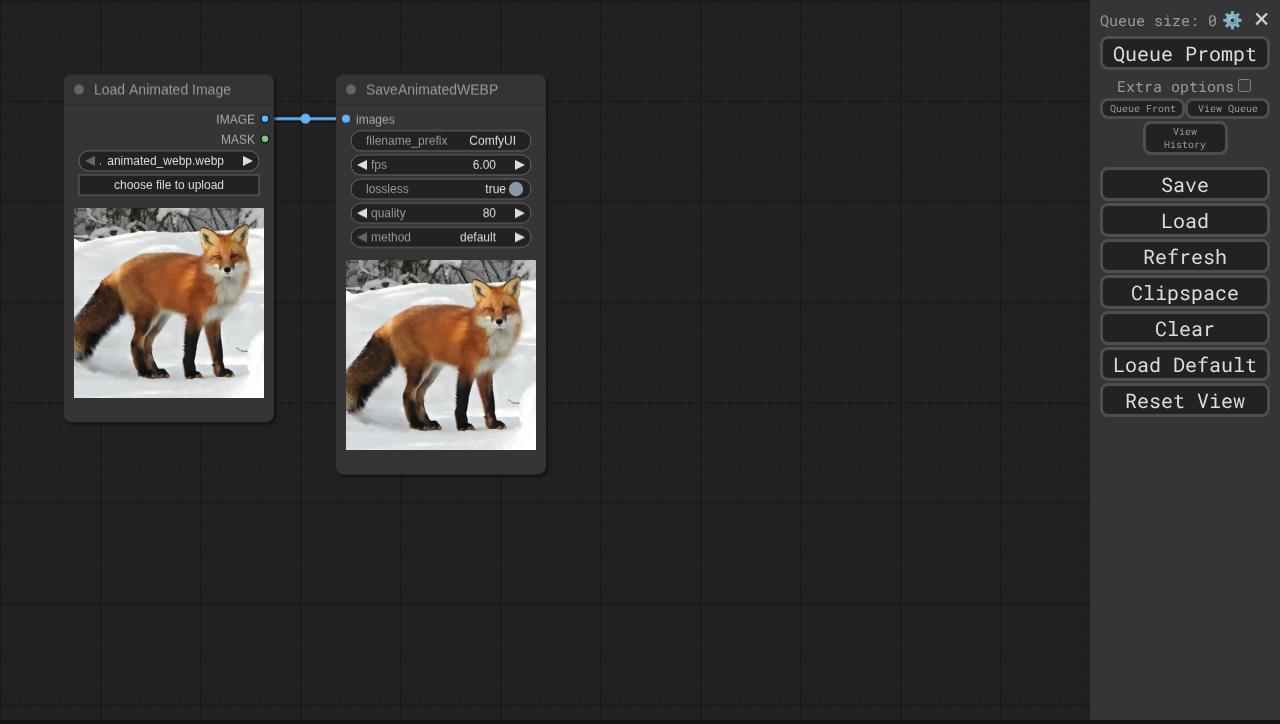 Load Animated Image
IMAGE
MASK
. animated_webp.webp
choose file to upload
SaveAnimatedWEBP
images
filename_prefix ComfyUI
fps 6.00
lossless true
quality 80
method default
Queue size: 0
Queue Prompt
Extra options
Queue Front View Queue
View
History
Save
Load
Refresh
Clipspace
Clear
Load Default
Reset View